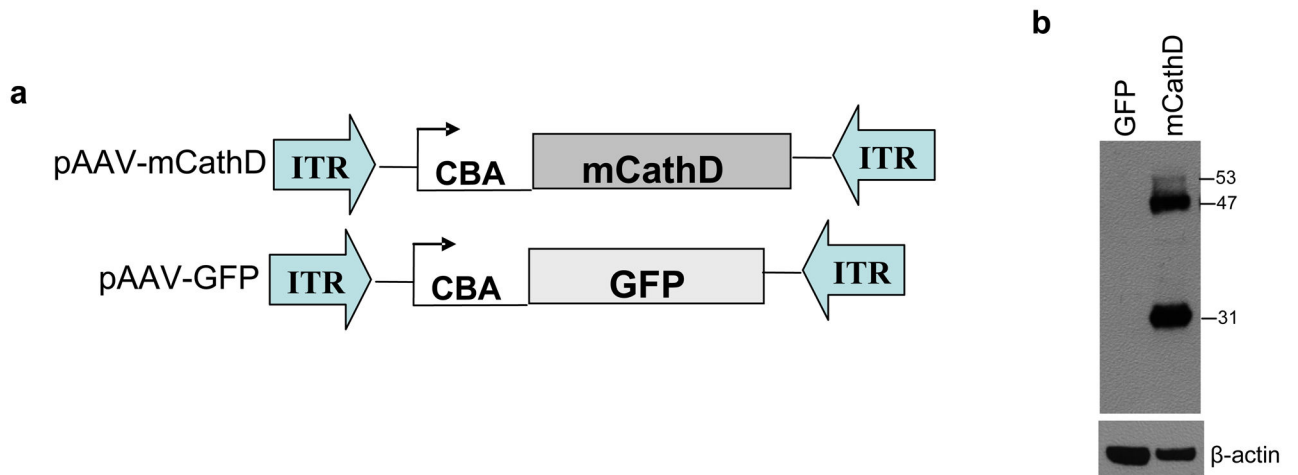 a
pAAV-mCathD ITR CBA mCathD ITR
pAAV-GFP ITR CBA GFP ITR
b
GFP mCathD
53
47
31
β-actin